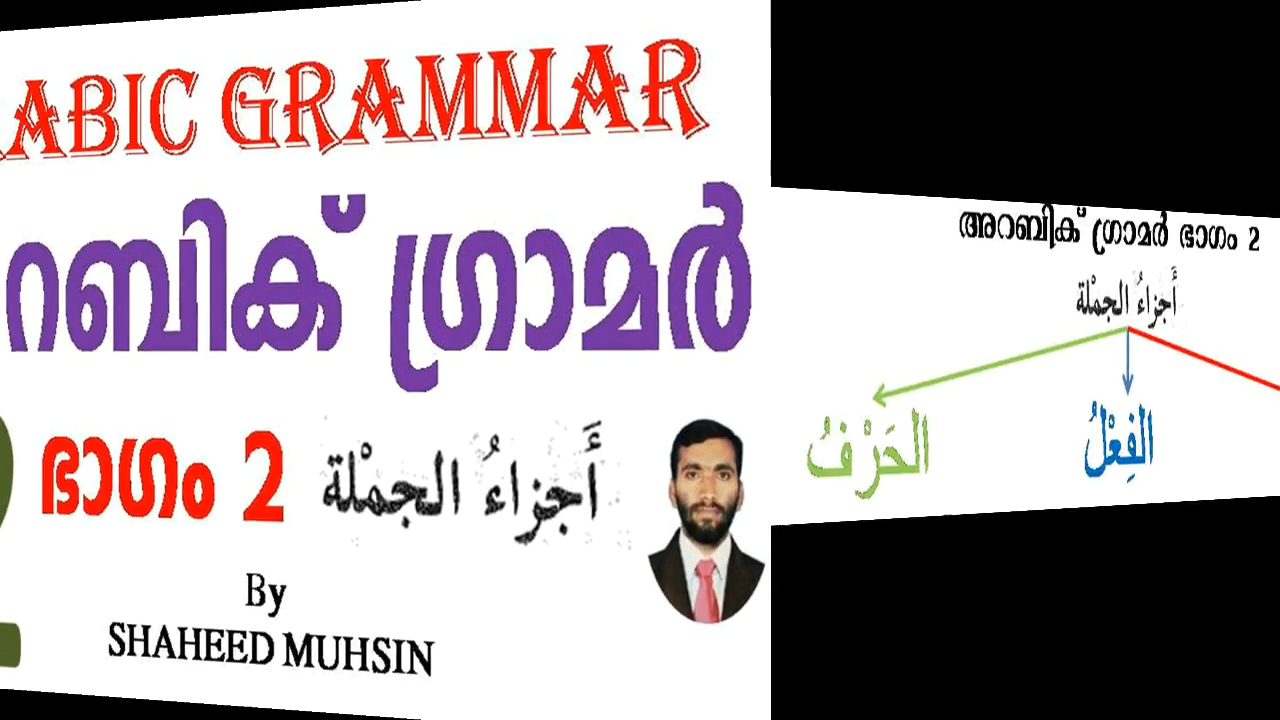 ABIC GRAMMAR
റബിക് ഗ്രാമർ
ഭാഗം 2 أَجزاءُ الجمْلة
By
SHAHEED MUHSIN
അറബിക് ഗ്രാമർ ഭാഗം 2
أَجزاءُ الجمْلة
الفِعْلُ الحَرْفُ